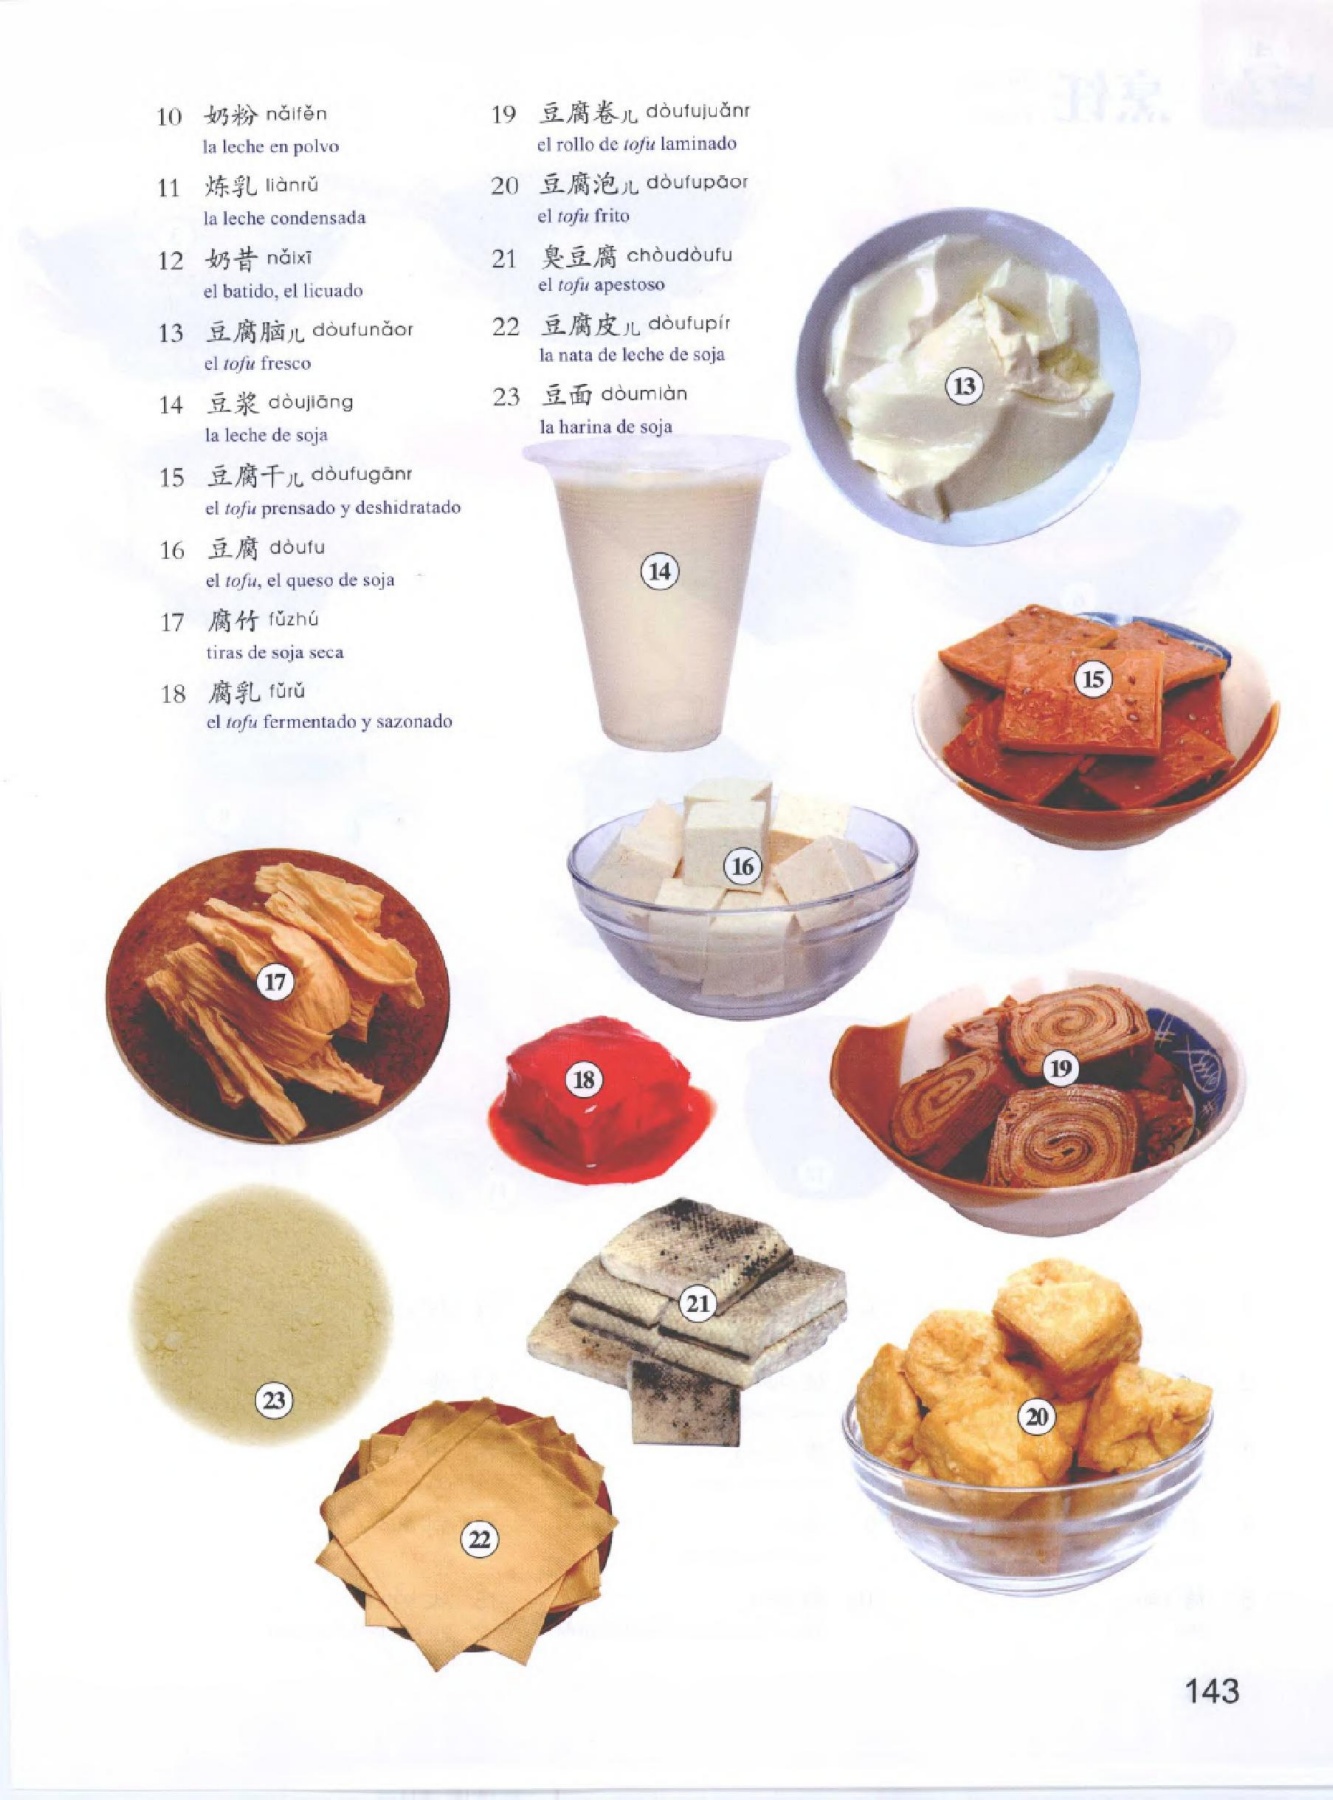 10 奶粉 nǎifěn
la leche en polvo
11 炼乳 liànrǔ
la leche condensada
12 奶昔 nǎixī
el batido, el licuado
13 豆腐脑儿 dòufunǎor
el tofu fresco
14 豆浆 dòujiāng
la leche de soja
15 豆腐干儿 dòufugānr
el tofu prensado y deshidratado
16 豆腐 dòufu
el tofu, el queso de soja
17 腐竹 fǔzhú
tiras de soja seca
18 腐乳 fǔrǔ
el tofu fermentado y sazonado
19 豆腐卷儿 dòufujuǎnr
el rollo de tofu laminado
20 豆腐泡儿 dòufupāor
el tofu frito
21 臭豆腐 chòudòufu
el tofu apestoso
22 豆腐皮儿 dòufupír
la nata de leche de soja
23 豆面 dòumiàn
la harina de soja
13
14
15
16
17
18
19
21
20
23
22
143